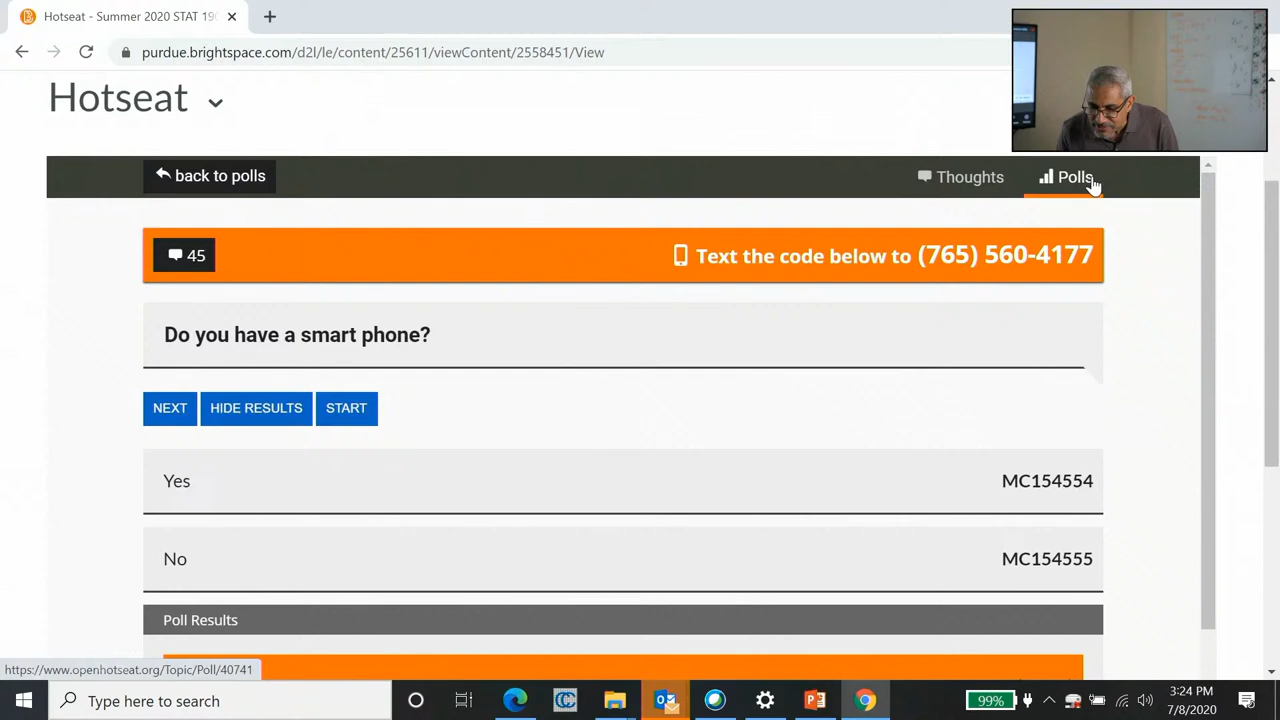 Hotseat - Summer 2020 STAT 190
purdue.brightspace.com/d2l/le/content/25611/viewContent/2558451/View
Hotseat
back to polls
Thoughts
Polls
45
Text the code below to (765) 560-4177
Do you have a smart phone?
NEXT
HIDE RESULTS
START
Yes
MC154554
No
MC154555
Poll Results
https://www.openhotseat.org/Topic/Poll/40741
Type here to search
99%
3:24 PM
7/8/2020